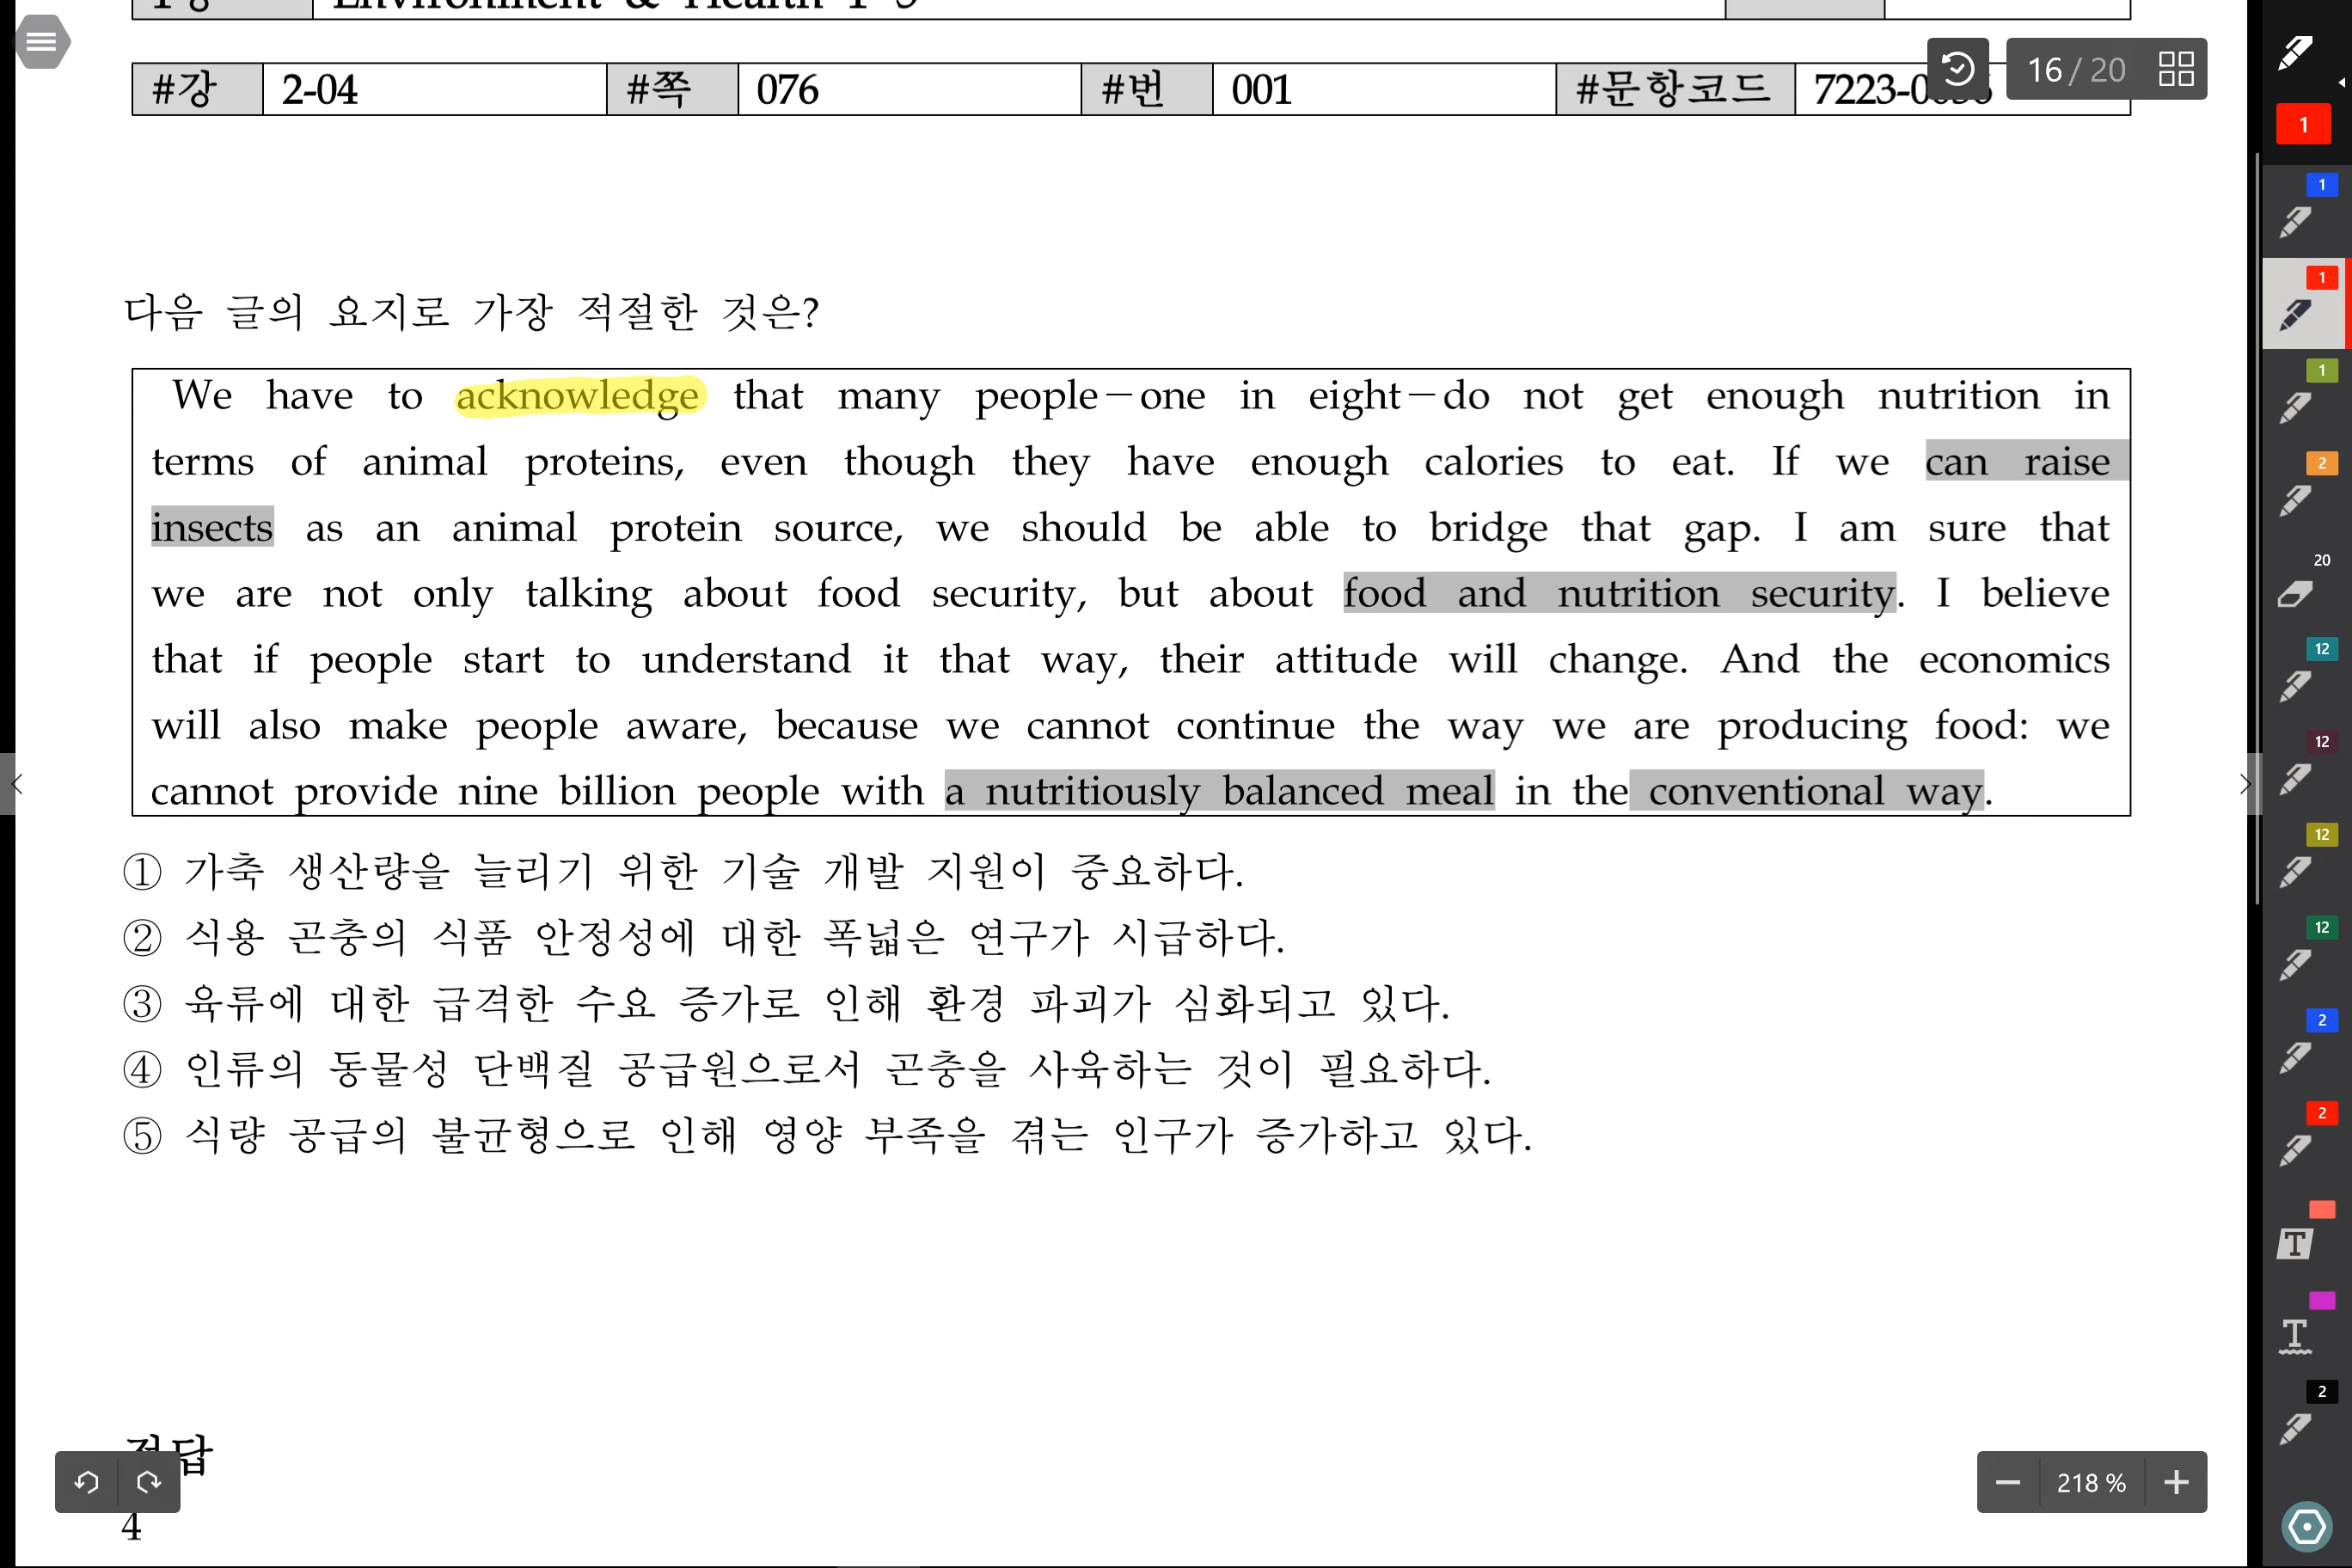 Environment & Health 1-3
#강 2-04 #쪽 076 #번 001 #문항코드
16 / 20
다음 글의 요지로 가장 적절한 것은?
We have to acknowledge that many people—one in eight—do not get enough nutrition in
terms of animal proteins, even though they have enough calories to eat. If we can raise
insects as an animal protein source, we should be able to bridge that gap. I am sure that
we are not only talking about food security, but about food and nutrition security. I believe
that if people start to understand it that way, their attitude will change. And the economics
will also make people aware, because we cannot continue the way we are producing food: we
cannot provide nine billion people with a nutritiously balanced meal in the conventional way.
① 가축 생산량을 늘리기 위한 기술 개발 지원이 중요하다.
② 식용 곤충의 식품 안정성에 대한 폭넓은 연구가 시급하다.
③ 육류에 대한 급격한 수요 증가로 인해 환경 파괴가 심화되고 있다.
④ 인류의 동물성 단백질 공급원으로서 곤충을 사육하는 것이 필요하다.
⑤ 식량 공급의 불균형으로 인해 영양 부족을 겪는 인구가 증가하고 있다.
정답
4
218 %
1
1
1
1
2
20
12
12
12
12
2
2
T
T
2